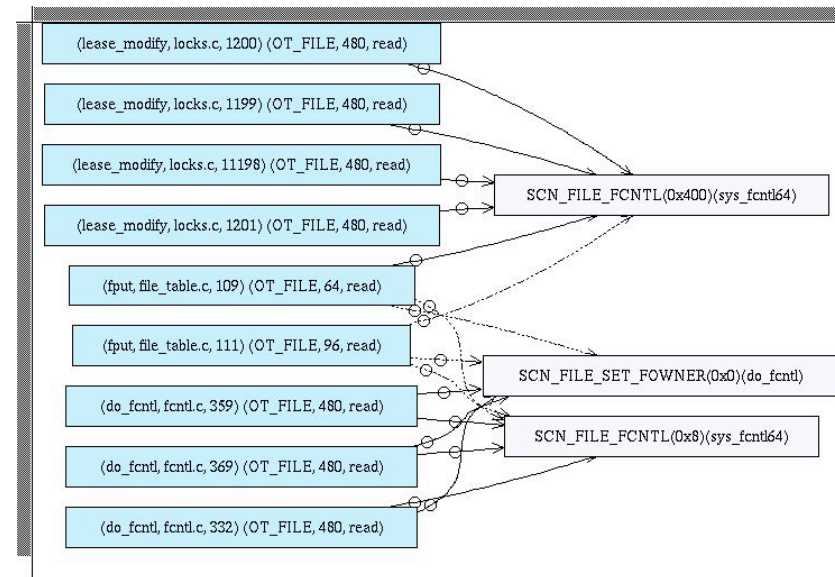 (lease_modify, locks.c, 1200) (OT_FILE, 480, read)
(lease_modify, locks.c, 1199) (OT_FILE, 480, read)
(lease_modify, locks.c, 11198) (OT_FILE, 480, read)
SCN_FILE_FCNTL(0x400)(sys_fcntl64)
(lease_modify, locks.c, 1201) (OT_FILE, 480, read)
(fput, file_table.c, 109) (OT_FILE, 64, read)
(fput, file_table.c, 111) (OT_FILE, 96, read)
SCN_FILE_SET_FOWNER(0x0)(do_fcntl)
(do_fcntl, fcntl.c, 359) (OT_FILE, 480, read)
SCN_FILE_FCNTL(0x8)(sys_fcntl64)
(do_fcntl, fcntl.c, 369) (OT_FILE, 480, read)
(do_fcntl, fcntl.c, 332) (OT_FILE, 480, read)